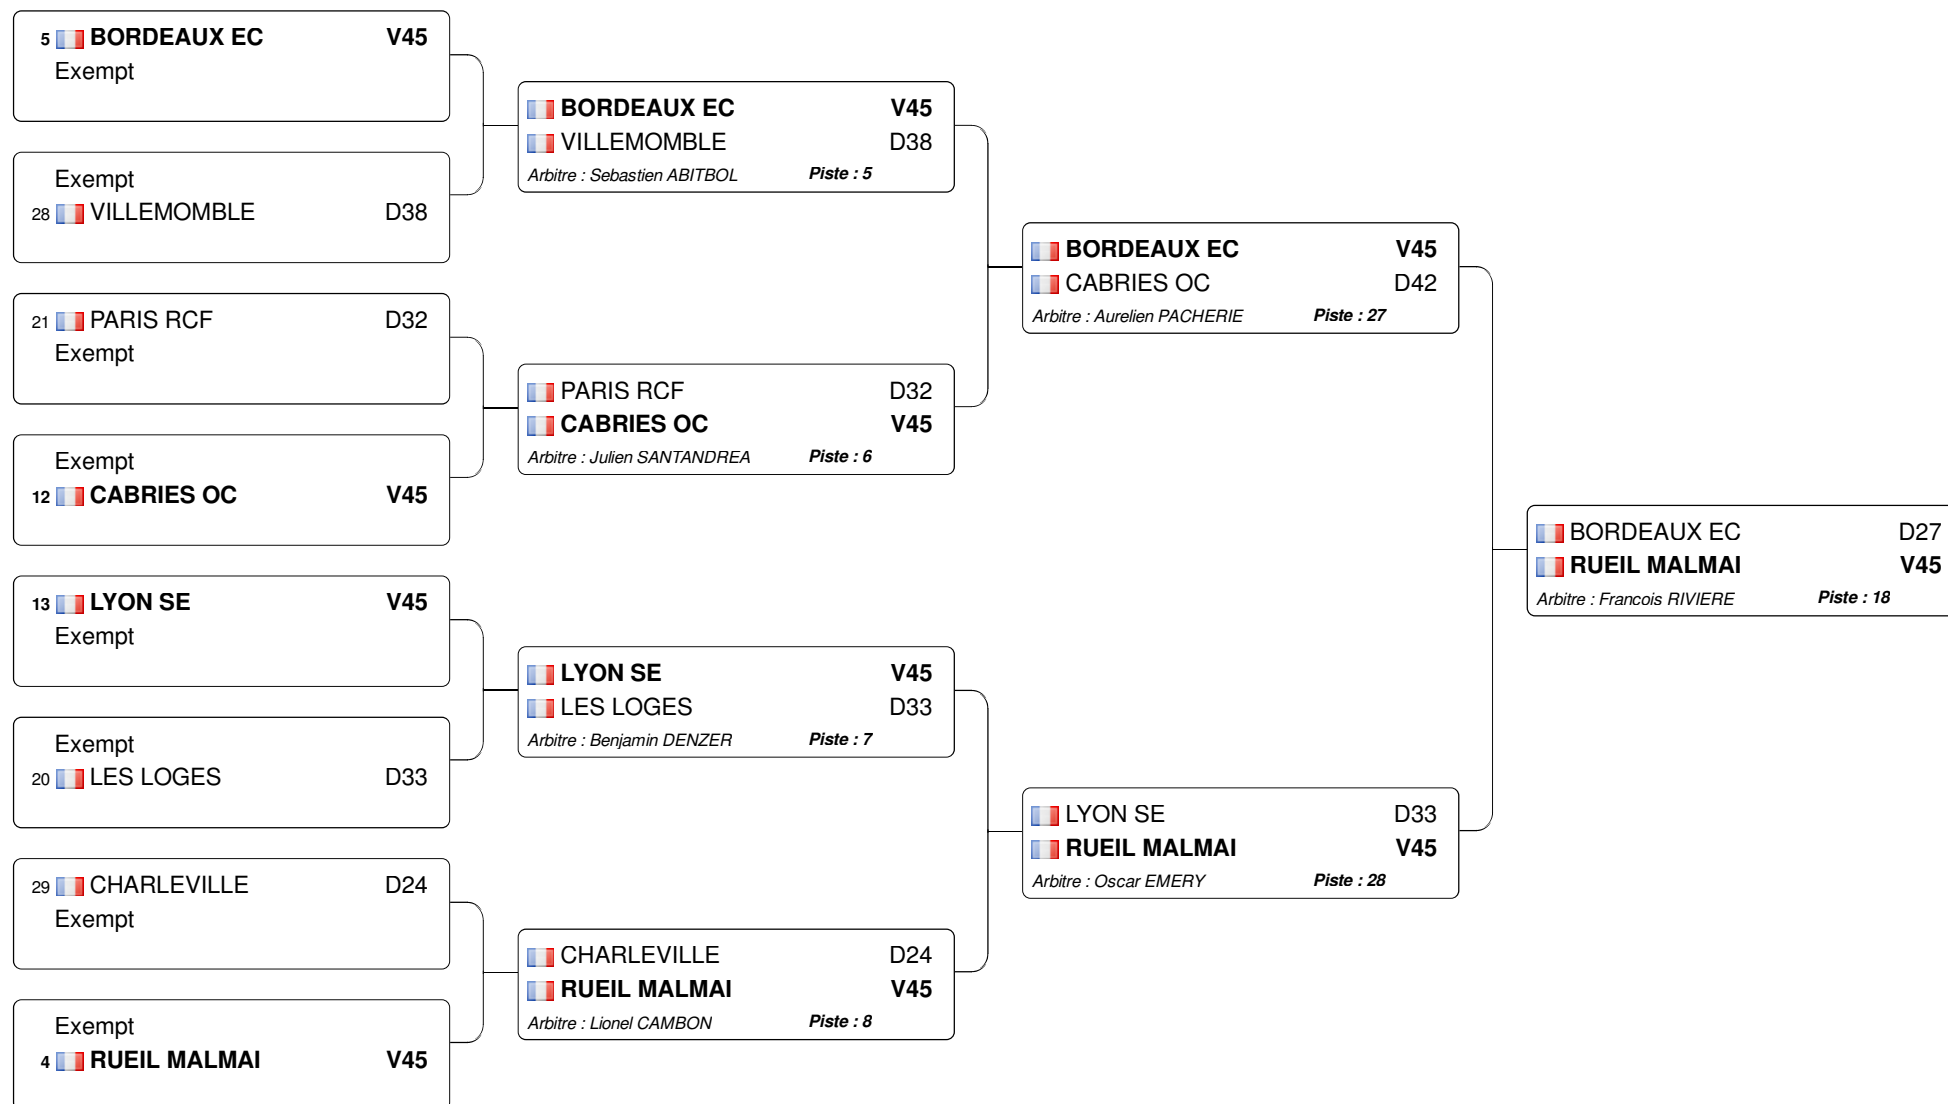 5 BORDEAUX EC V45
Exempt
Exempt
28 VILLEMOMBLE D38
21 PARIS RCF D32
Exempt
Exempt
12 CABRIES OC V45
13 LYON SE V45
Exempt
Exempt
20 LES LOGES D33
29 CHARLEVILLE D24
Exempt
Exempt
4 RUEIL MALMAI V45
BORDEAUX EC V45
VILLEMOMBLE D38
Arbitre : Sebastien ABITBOL Piste : 5
PARIS RCF D32
CABRIES OC V45
Arbitre : Julien SANTANDREA Piste : 6
LYON SE V45
LES LOGES D33
Arbitre : Benjamin DENZER Piste : 7
CHARLEVILLE D24
RUEIL MALMAI V45
Arbitre : Lionel CAMBON Piste : 8
BORDEAUX EC V45
CABRIES OC D42
Arbitre : Aurelien PACHERIE Piste : 27
LYON SE D33
RUEIL MALMAI V45
Arbitre : Oscar EMERY Piste : 28
BORDEAUX EC D27
RUEIL MALMAI V45
Arbitre : Francois RIVIERE Piste : 18